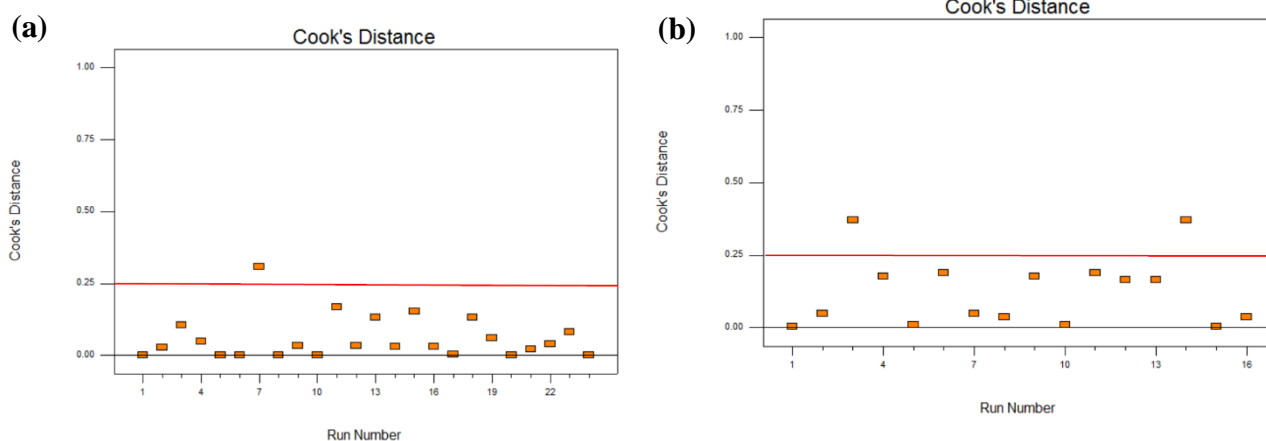 (a)
Cook's Distance
Cook's Distance
1.00
0.75
0.50
0.25
0.00
1 4 7 10 13 16 19 22
Run Number
(b)
Cook's Distance
Cook's Distance
1.00
0.75
0.50
0.25
0.00
1 4 7 10 13 16
Run Number